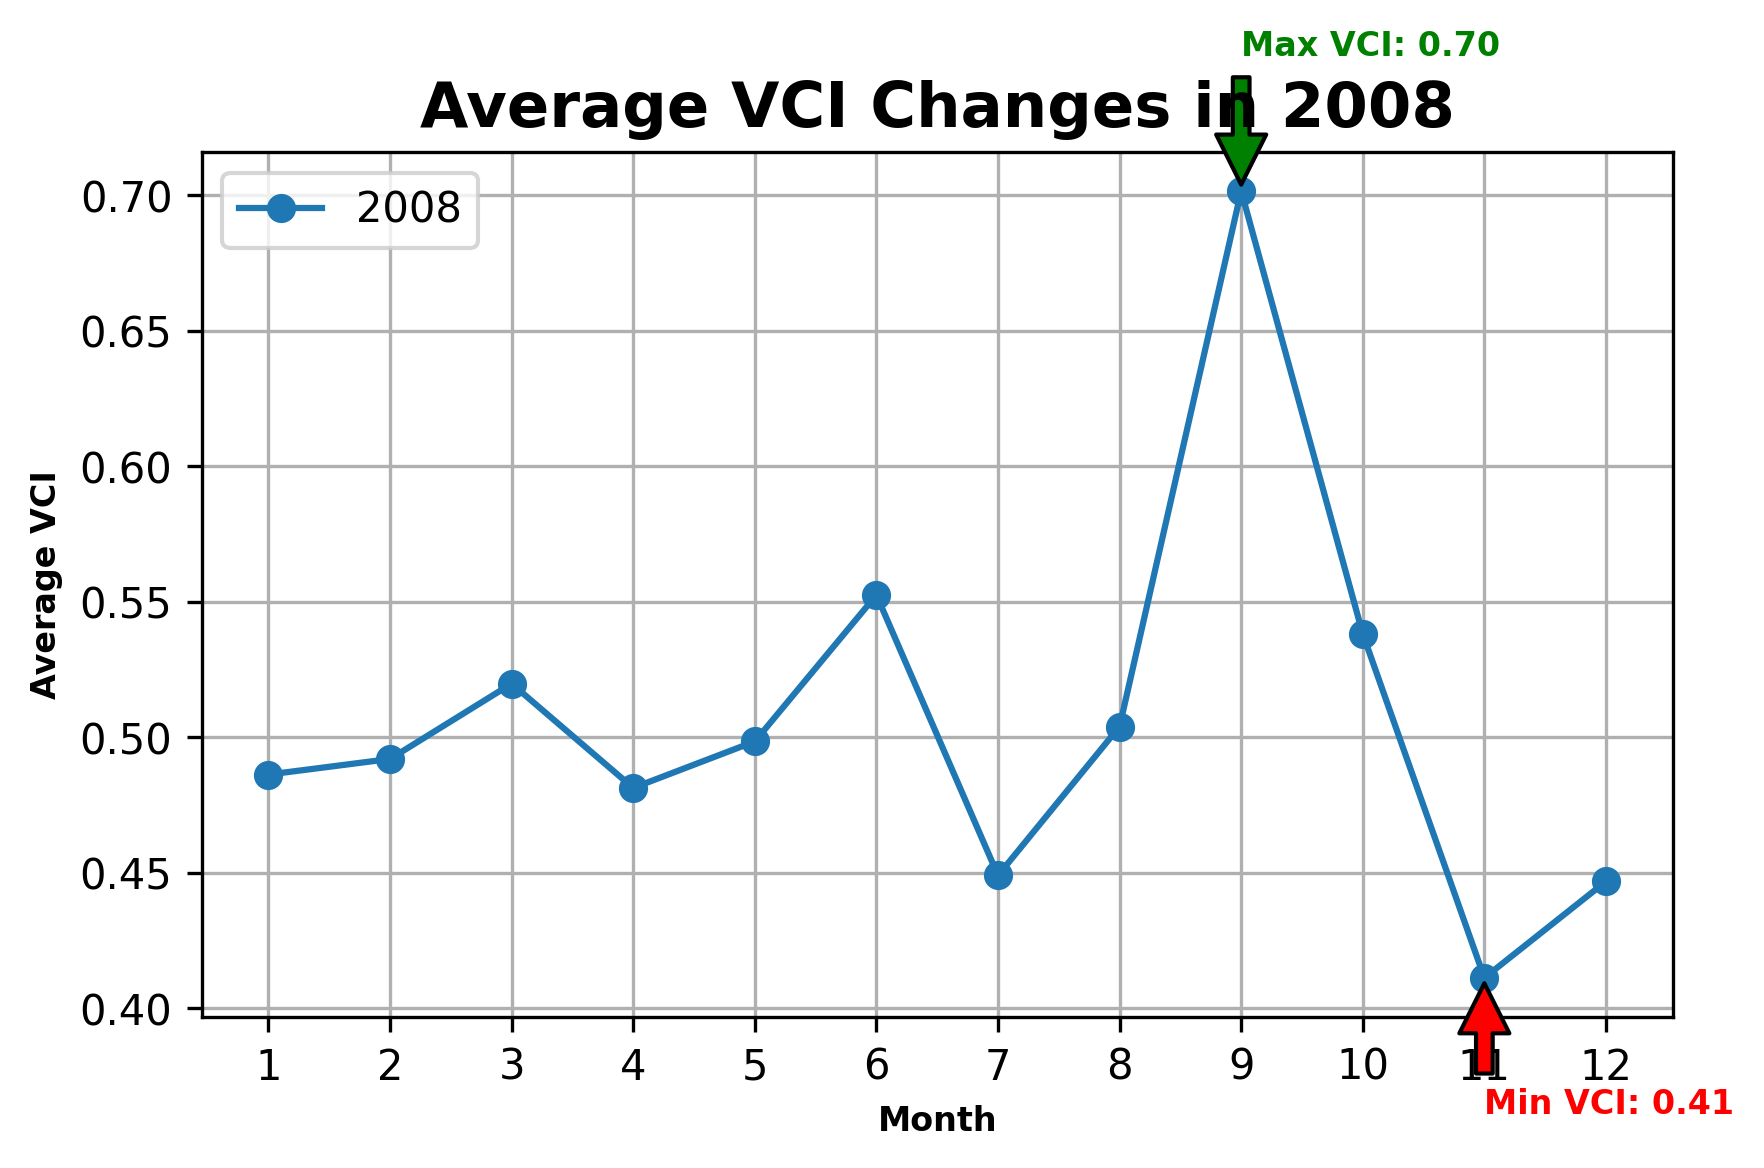 Max VCI: 0.70
Average VCI Changes in 2008
2008
0.70
0.65
0.60
0.55
0.50
0.45
0.40
Average VCI
1 2 3 4 5 6 7 8 9 10 11 12
Month
Min VCI: 0.41